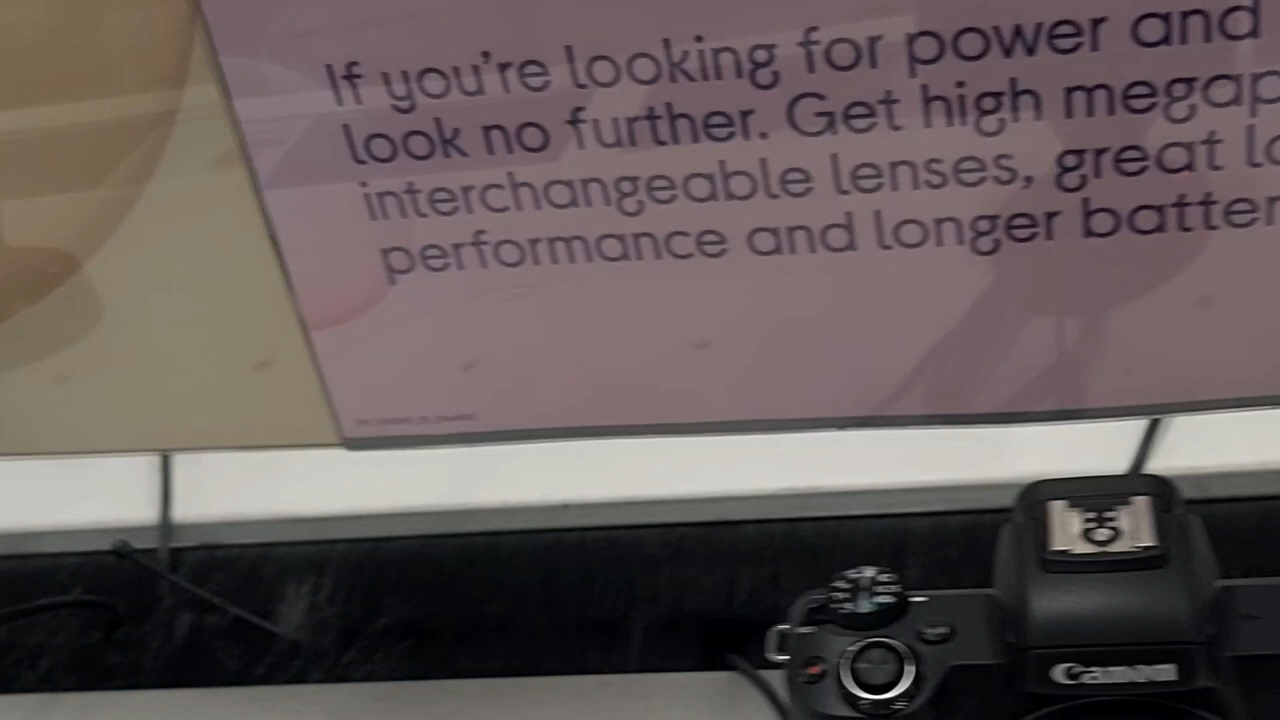 If you're looking for power and
look no further. Get high megap
interchangeable lenses, great lo
performance and longer batter
Canon